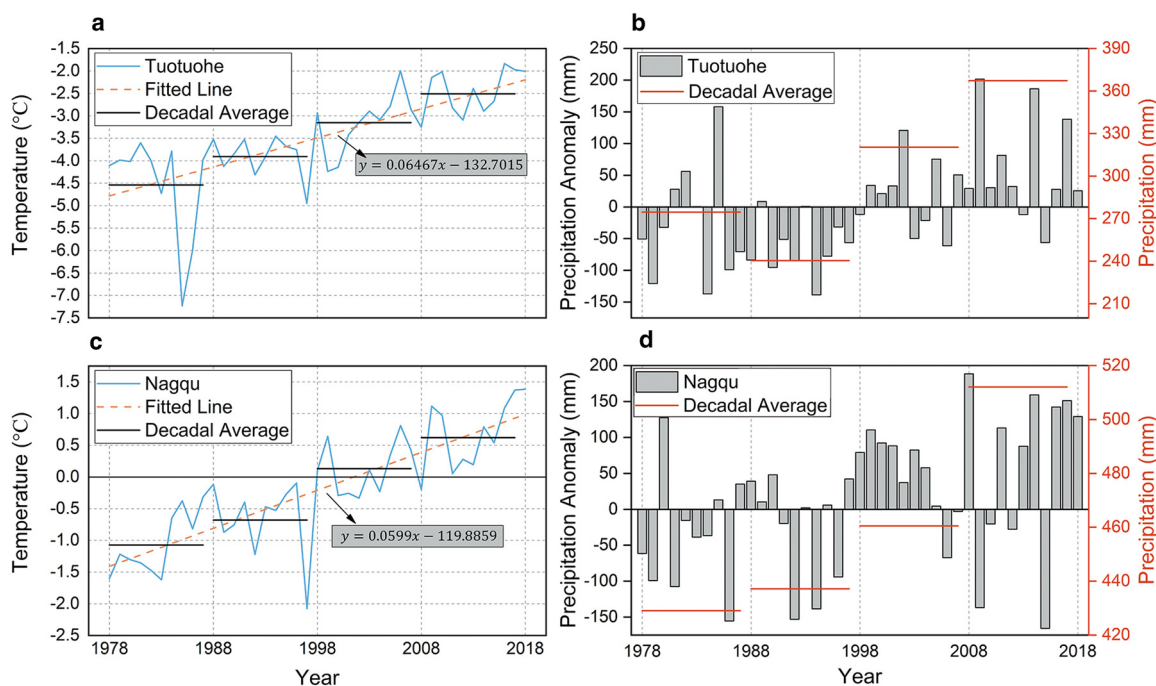 a
-1.5
-2.0
-2.5
-3.0
-3.5
-4.0
-4.5
-5.0
-5.5
-6.0
-6.5
-7.0
-7.5
Temperature (°C)
Tuotuohe
Fitted Line
Decadal Average
y = 0.06467x − 132.7015
b
250
200
150
100
50
0
-50
-100
-150
Precipitation Anomaly (mm)
Tuotuohe
Decadal Average
390
360
330
300
270
240
210
Precipitation (mm)
c
1.5
1.0
0.5
0.0
-0.5
-1.0
-1.5
-2.0
-2.5
Temperature (°C)
Nagqu
Fitted Line
Decadal Average
y = 0.0599x − 119.8859
1978
1988
1998
2008
2018
Year
d
200
150
100
50
0
-50
-100
-150
Precipitation Anomaly (mm)
Nagqu
Decadal Average
520
500
480
460
440
420
Precipitation (mm)
1978
1988
1998
2008
2018
Year